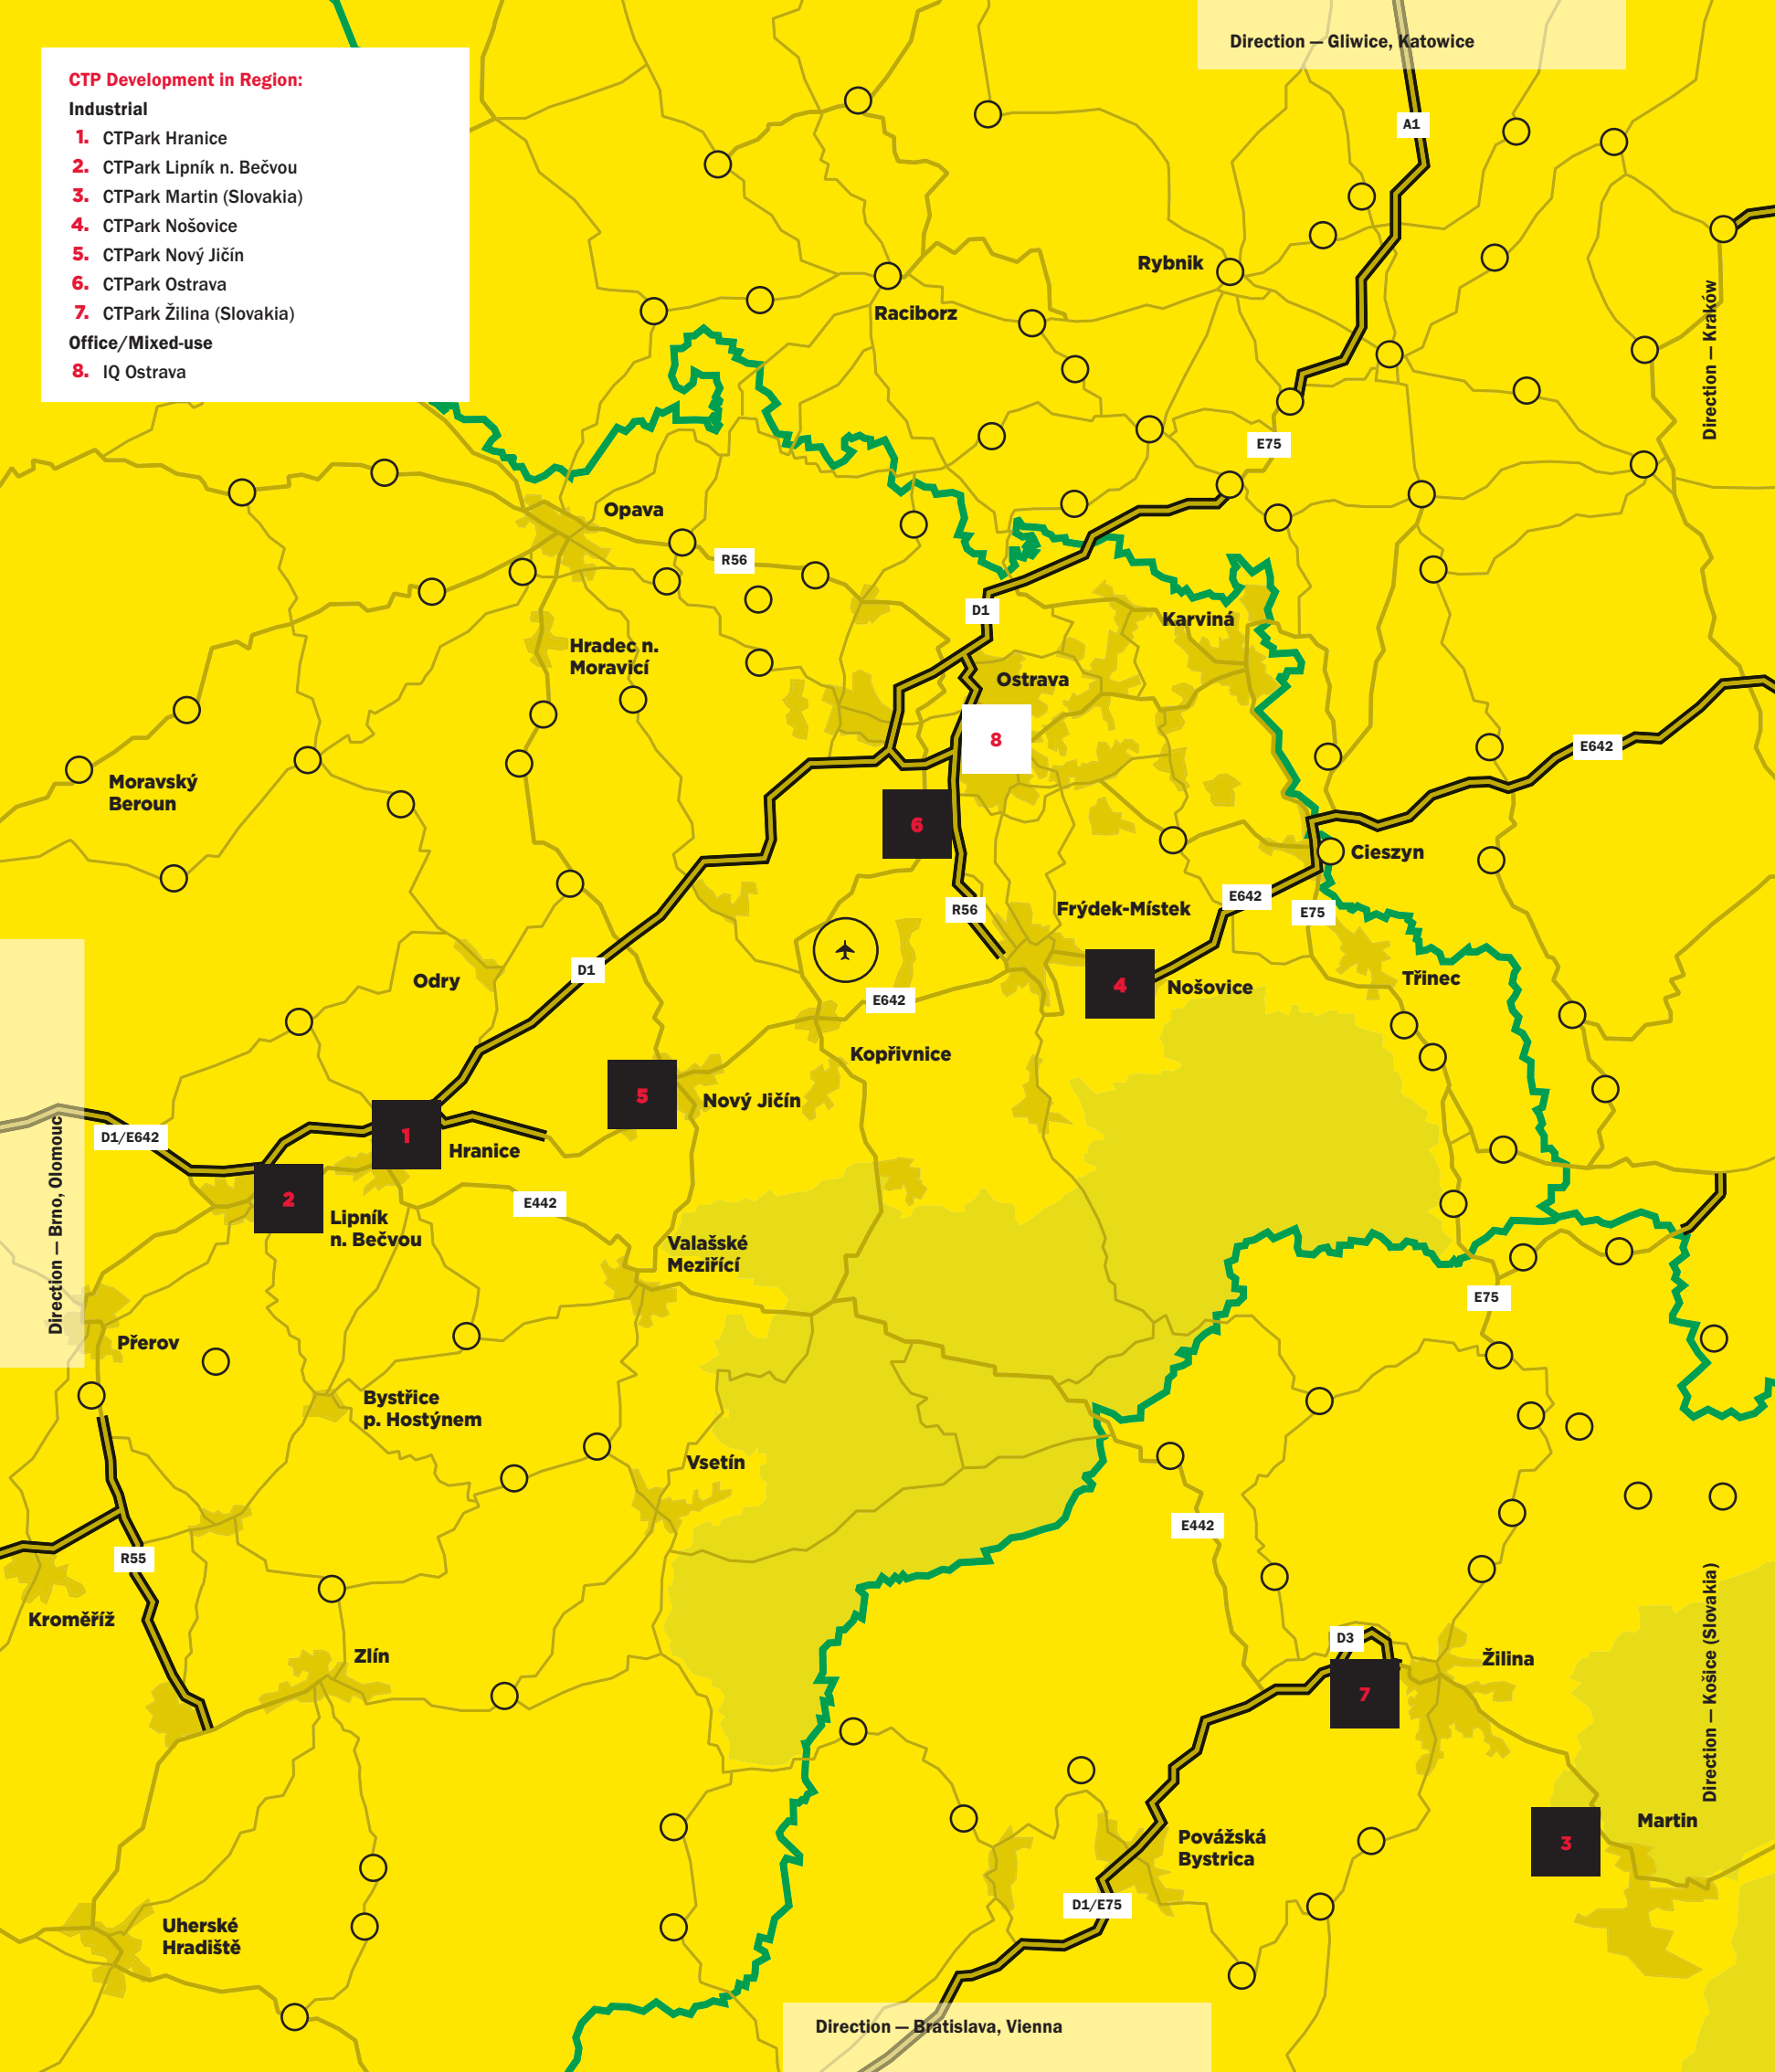 Direction — Gliwice, Katowice
CTP Development in Region:
Industrial
1. CTPark Hranice
2. CTPark Lipník n. Bečvou
3. CTPark Martin (Slovakia)
4. CTPark Nošovice
5. CTPark Nový Jičín
6. CTPark Ostrava
7. CTPark Žilina (Slovakia)
Office/Mixed-use
8. IQ Ostrava
A1
Rybnik
Raciborz
Direction — Kraków
E75
Opava
R56
D1
Karviná
Hradec n.
Moravicí
Ostrava
8
E642
Moravský
Beroun
6
Cieszyn
E642
R56
Frýdek-Místek
E75
D1
Odry
Třinec
4
Nošovice
E642
Kopřivnice
5
Nový Jičín
D1/E642
1
Hranice
Direction — Brno, Olomouc
2
E442
Lipník
n. Bečvou
Valašské
Meziříčí
E75
Přerov
Bystřice
p. Hostýnem
Vsetín
E442
R55
Kroměříž
Zlín
D3
Žilina
7
Direction — Košice (Slovakia)
Martin
3
Povážská
Bystrica
D1/E75
Uherské
Hradiště
Direction — Bratislava, Vienna